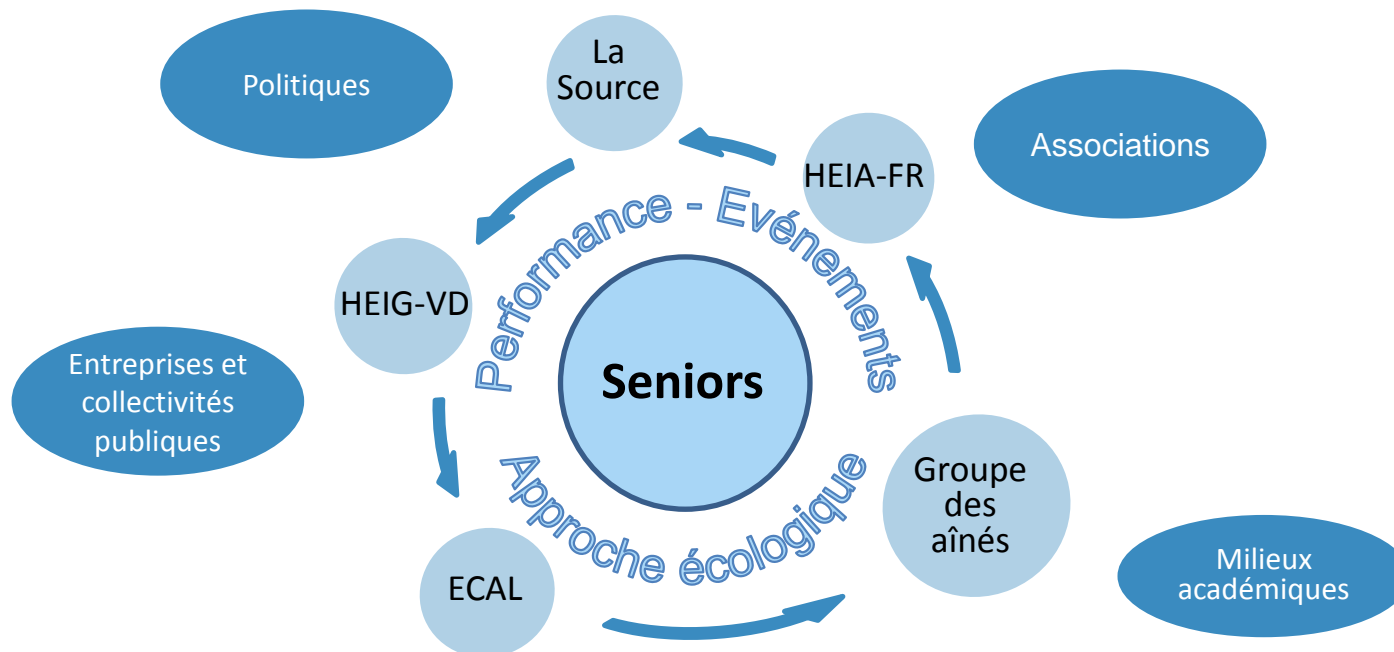 Politiques
La
Source
Associations
HEIA-FR
Performance - Evénements
HEIG-VD
Seniors
Entreprises et
collectivités
publiques
Approche écologique
Groupe
des
aînés
ECAL
Milieux
académiques